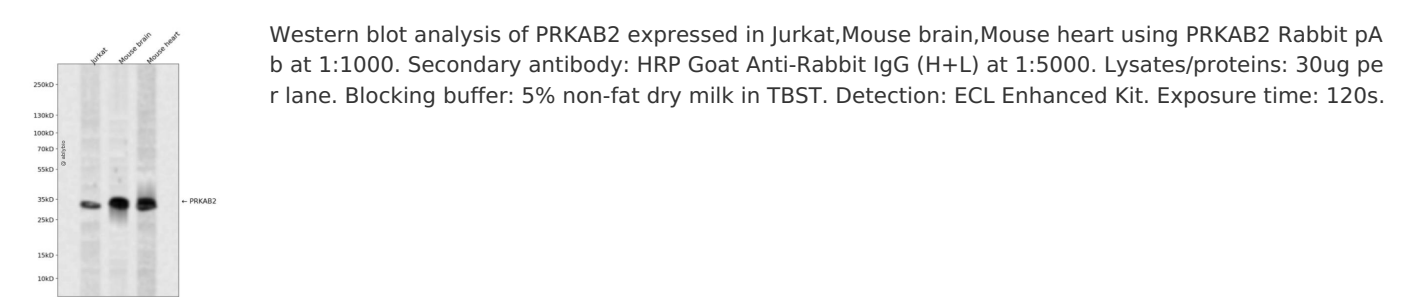 Jurkat
Mouse brain
Mouse heart
250kD
130kD
100kD
70kD
55kD
35kD
25kD
15kD
10kD
← PRKAB2
Western blot analysis of PRKAB2 expressed in Jurkat,Mouse brain,Mouse heart using PRKAB2 Rabbit pA
b at 1:1000. Secondary antibody: HRP Goat Anti-Rabbit IgG (H+L) at 1:5000. Lysates/proteins: 30ug pe
r lane. Blocking buffer: 5% non-fat dry milk in TBST. Detection: ECL Enhanced Kit. Exposure time: 120s.